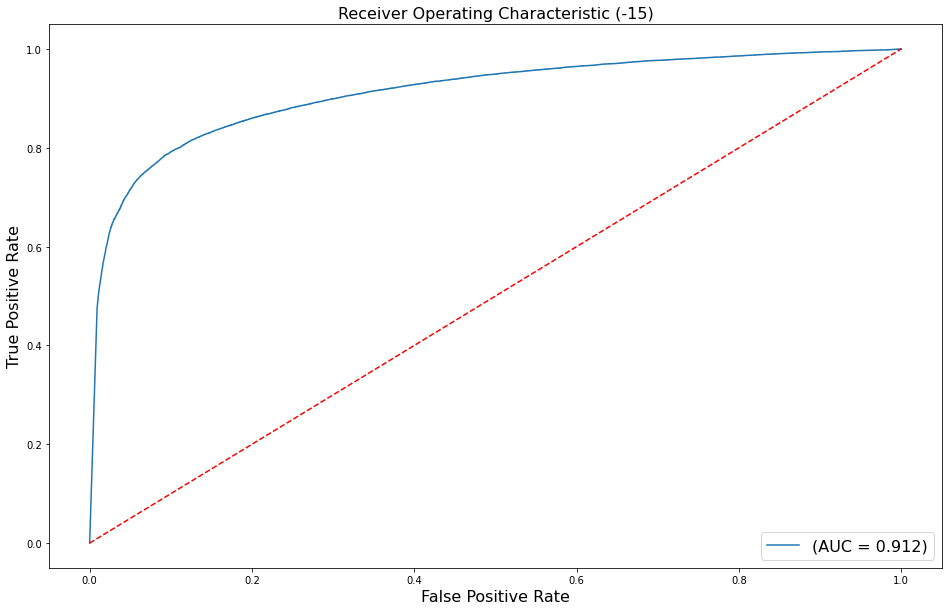 Receiver Operating Characteristic (-15)
True Positive Rate
1.0
0.8
0.6
0.4
0.2
0.0
(AUC = 0.912)
0.0 0.2 0.4 0.6 0.8 1.0
False Positive Rate